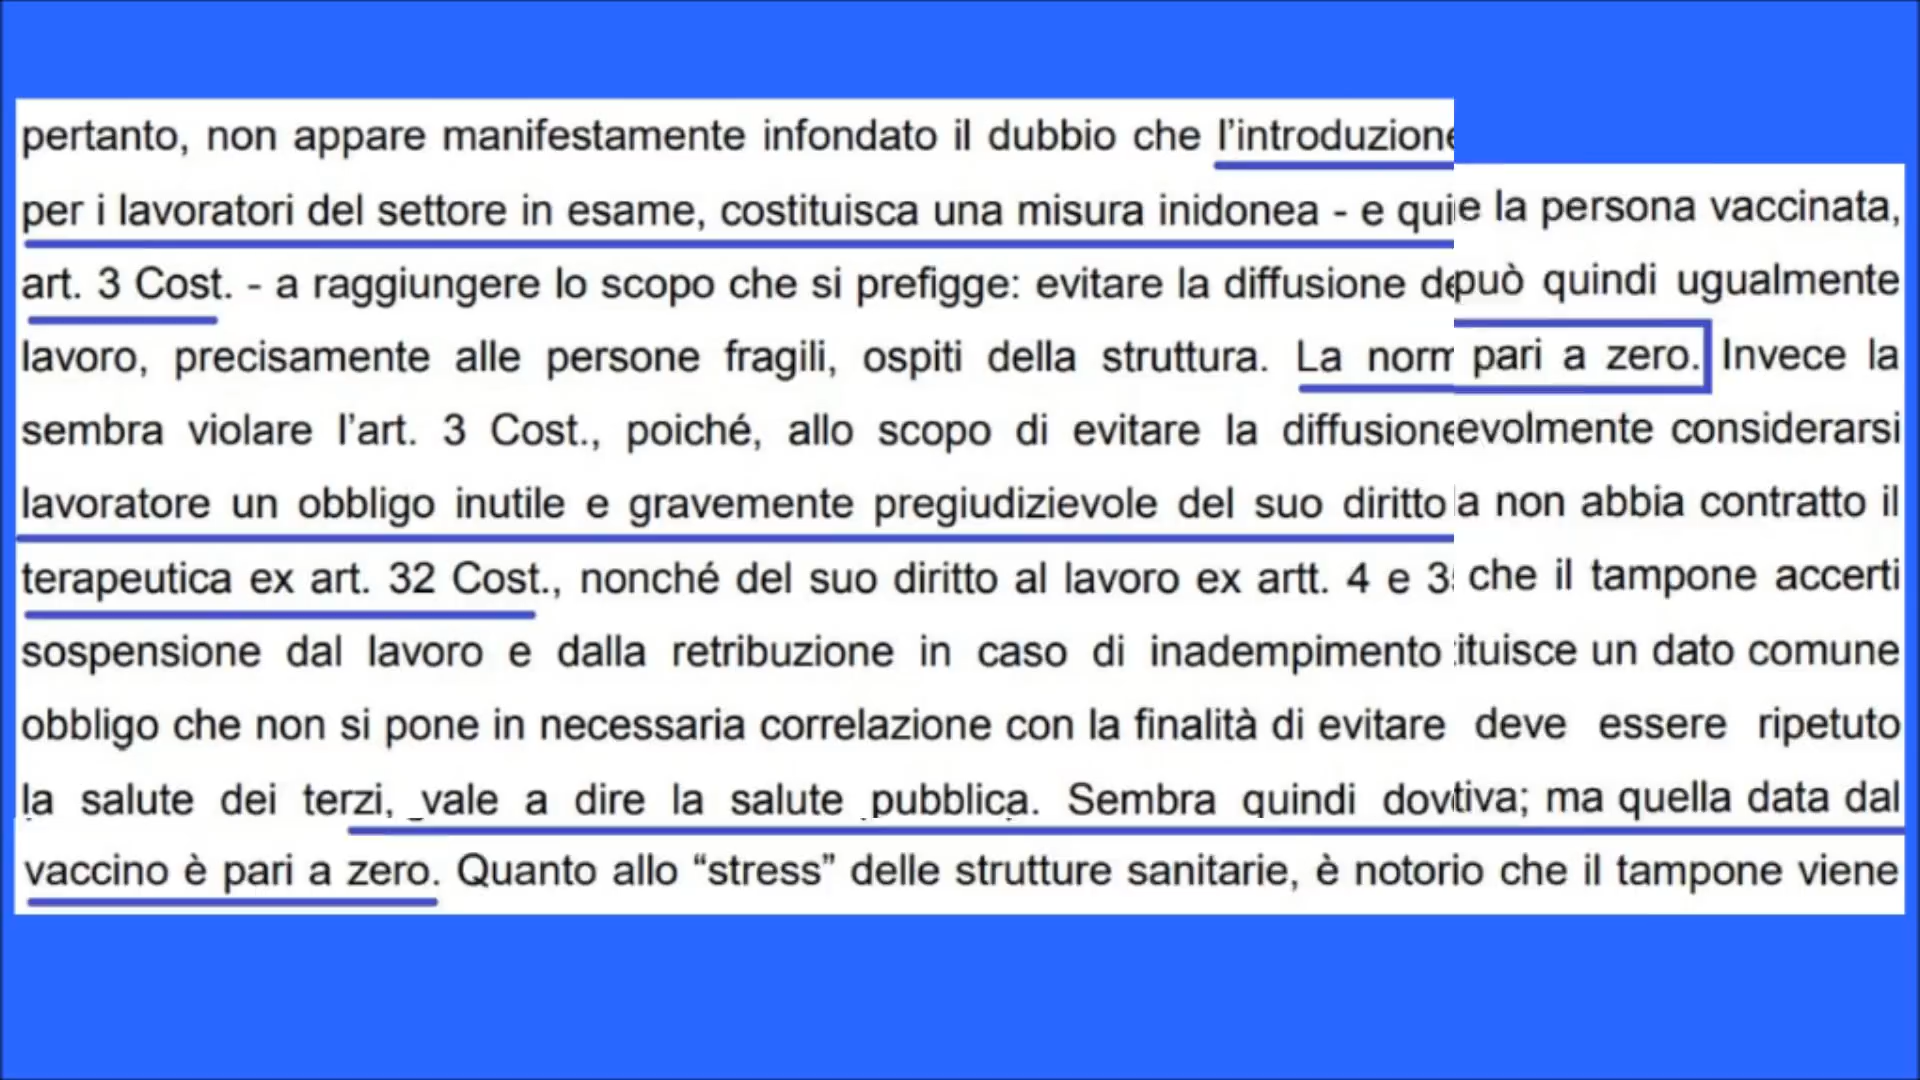 pertanto, non appare manifestamente infondato il dubbio che l'introduzione
per i lavoratori del settore in esame, costituisca una misura inidonea - e qui
e la persona vaccinata,
art. 3 Cost. - a raggiungere lo scopo che si prefigge: evitare la diffusione de
può quindi ugualmente
lavoro, precisamente alle persone fragili, ospiti della struttura. La norm
pari a zero. Invece la
sembra violare l'art. 3 Cost., poiché, allo scopo di evitare la diffusione
evolmente considerarsi
lavoratore un obbligo inutile e gravemente pregiudizievole del suo diritto
a non abbia contratto il
terapeutica ex art. 32 Cost., nonché del suo diritto al lavoro ex artt. 4 e
che il tampone accerti
sospensione dal lavoro e dalla retribuzione in caso di inadempimento
ituisce un dato comune
obbligo che non si pone in necessaria correlazione con la finalità di evitare
deve essere ripetuto
la salute dei terzi, vale a dire la salute pubblica. Sembra quindi dov
tiva; ma quella data dal
vaccino è pari a zero. Quanto allo “stress” delle strutture sanitarie, è notorio che il tampone viene